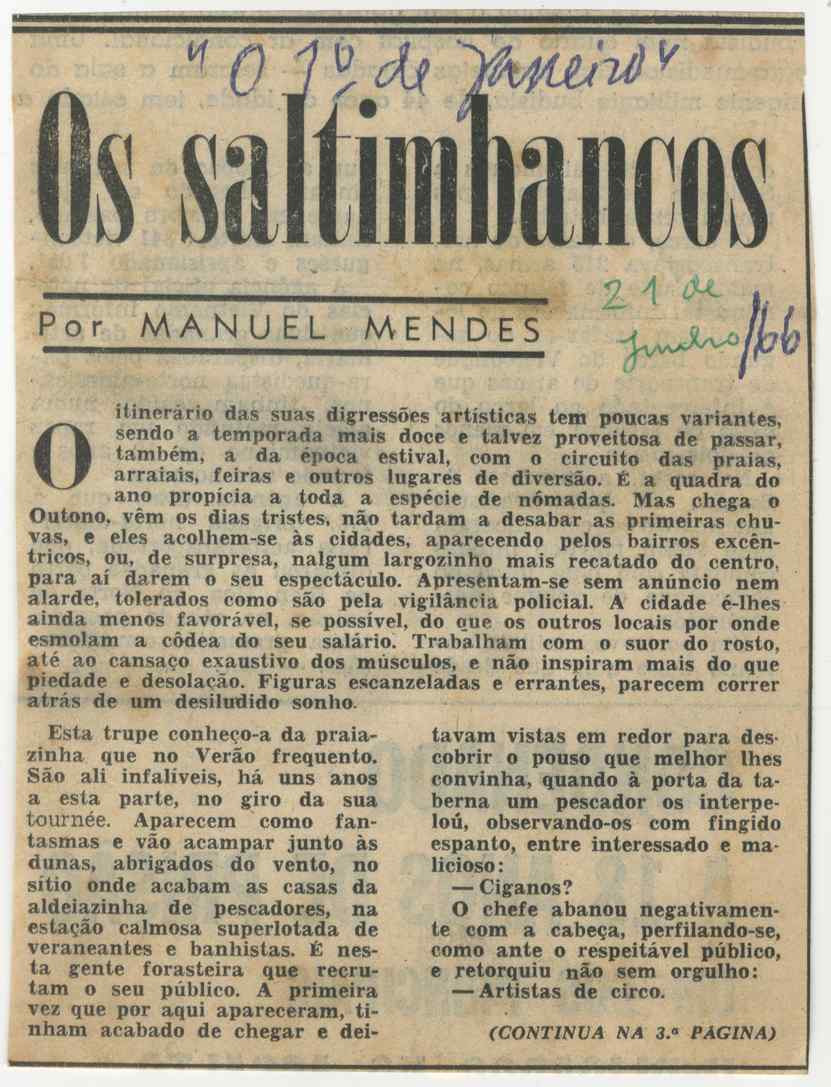 "O 1º de Janeiro"
Os saltimbancos
21 de
Junho/66
Por MANUEL MENDES
O itinerário das suas digressões artísticas tem poucas variantes,
sendo a temporada mais doce e talvez proveitosa de passar,
também, a da época estival, com o circuito das praias,
arraiais, feiras e outros lugares de diversão. É a quadra do
ano propícia a toda a espécie de nómadas. Mas chega o
Outono, vêm os dias tristes, não tardam a desabar as primeiras chu-
vas, e eles acolhem-se às cidades, aparecendo pelos bairros excên-
tricos, ou, de surpresa, nalgum largozinho mais recatado do centro,
para aí darem o seu espectáculo. Apresentam-se sem anúncio nem
alarde, tolerados como são pela vigilância policial. A cidade é-lhes
ainda menos favorável, se possível, do que os outros locais por onde
esmolam a côdea do seu salário. Trabalham com o suor do rosto,
até ao cansaço exaustivo dos músculos, e não inspiram mais do que
piedade e desolação. Figuras escanzeladas e errantes, parecem correr
atrás de um desiludido sonho.
Esta trupe conheço-a da praia-
zinha que no Verão frequento.
São ali infalíveis, há uns anos
a esta parte, no giro da sua
tournée. Aparecem como fan-
tasmas e vão acampar junto às
dunas, abrigados do vento, no
sítio onde acabam as casas da
aldeiazinha de pescadores, na
estação calmosa superlotada de
veraneantes e banhistas. É nes-
ta gente forasteira que recru-
tam o seu público. A primeira
vez que por aqui apareceram, ti-
nham acabado de chegar e dei-
tavam vistas em redor para des-
cobrir o pouso que melhor lhes
convinha, quando à porta da ta-
berna um pescador os interpe-
loú, observando-os com fingido
espanto, entre interessado e ma-
licioso:
— Ciganos?
O chefe abanou negativamen-
te com a cabeça, perfilando-se,
como ante o respeitável público,
e retorquiu não sem orgulho:
— Artistas de circo.
(CONTINUA NA 3.ª PÁGINA)